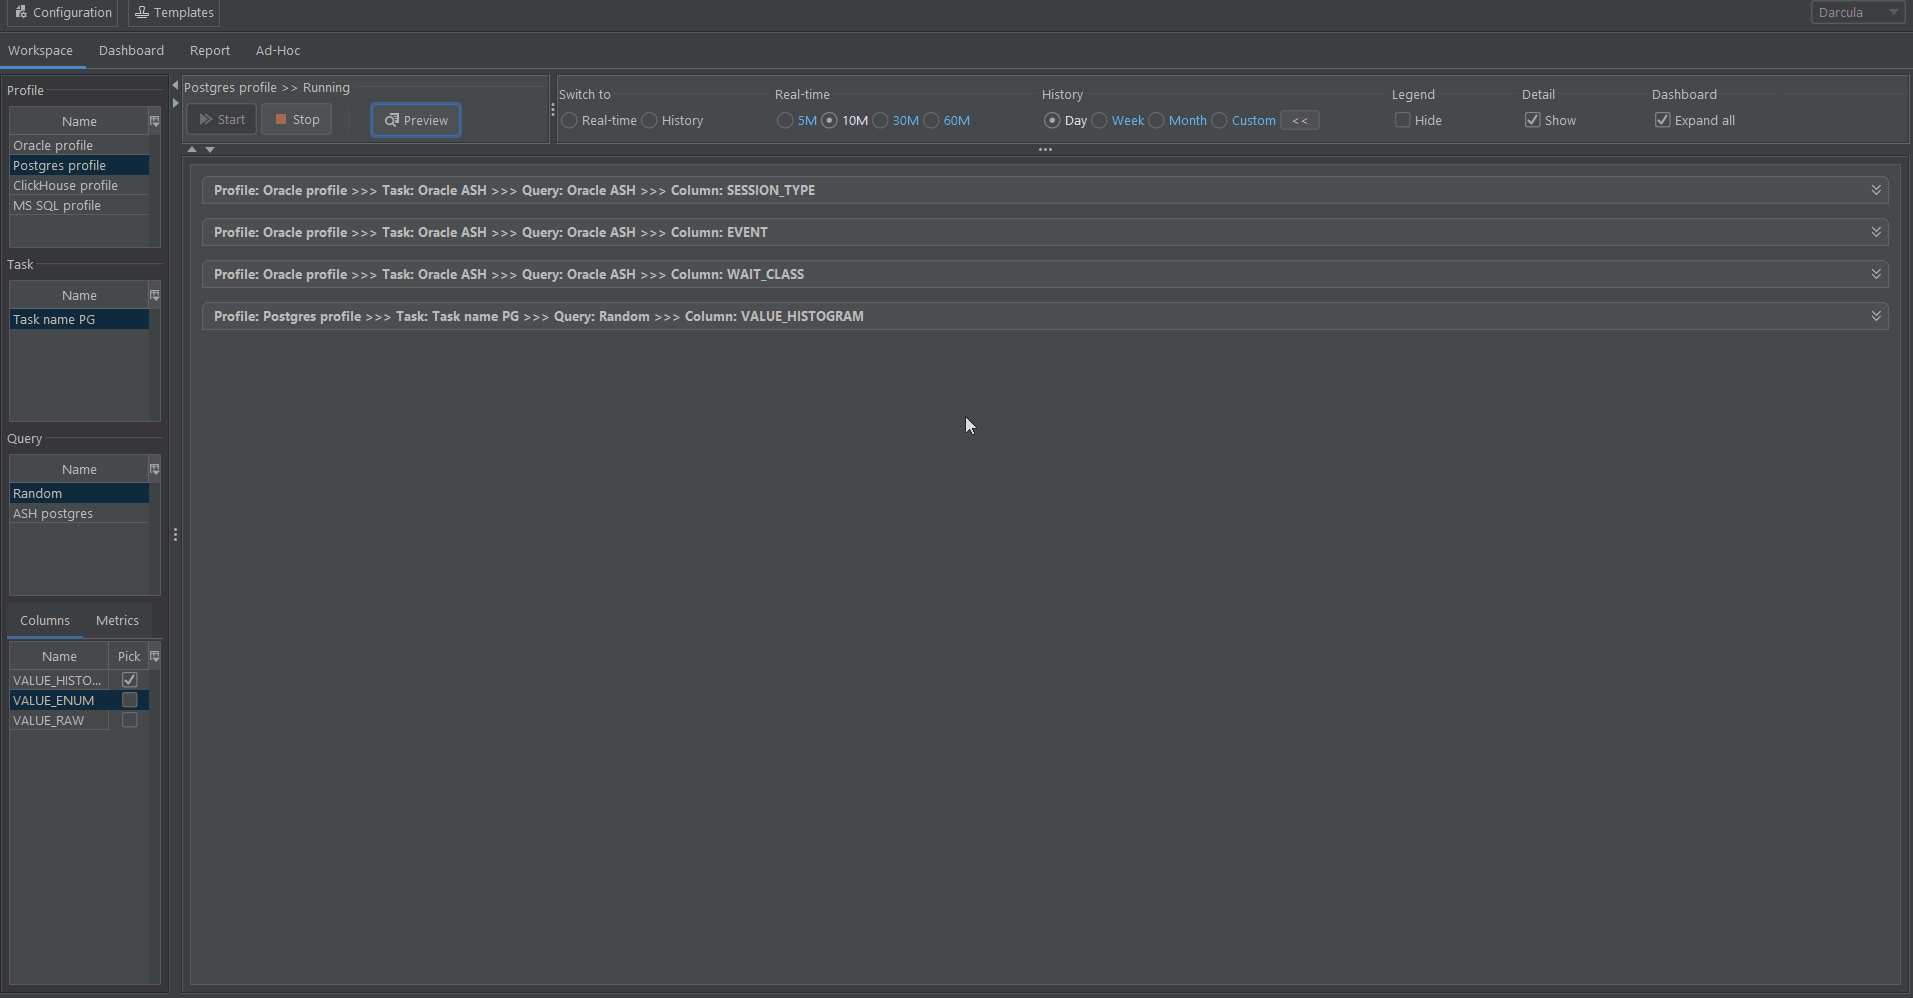 Configuration Templates Darcula
Workspace Dashboard Report Ad-Hoc
Profile
Name
Oracle profile
Postgres profile
ClickHouse profile
MS SQL profile
Task
Name
Task name PG
Query
Name
Random
ASH postgres
Columns Metrics
Name Pick
VALUE_HISTO...
VALUE_ENUM
VALUE_RAW
Postgres profile >> Running
Start Stop Preview
Switch to Real-time History Legend Detail Dashboard
Real-time History 5M 10M 30M 60M Day Week Month Custom << Hide Show Expand all
Profile: Oracle profile >>> Task: Oracle ASH >>> Query: Oracle ASH >>> Column: SESSION_TYPE
Profile: Oracle profile >>> Task: Oracle ASH >>> Query: Oracle ASH >>> Column: EVENT
Profile: Oracle profile >>> Task: Oracle ASH >>> Query: Oracle ASH >>> Column: WAIT_CLASS
Profile: Postgres profile >>> Task: Task name PG >>> Query: Random >>> Column: VALUE_HISTOGRAM